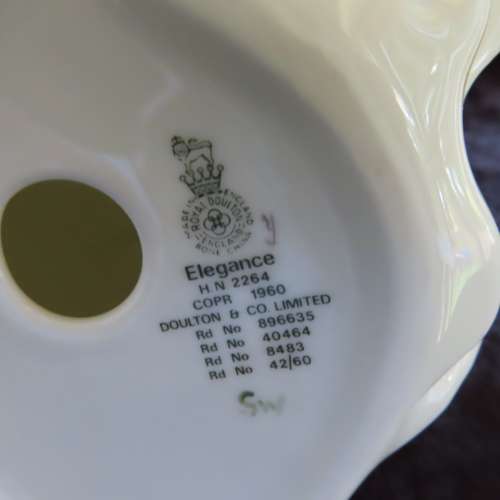 MADE IN ENGLAND
ROYAL DOULTON
ENGLAND
BONE CHINA
y
Elegance
H.N 2264
COPR 1960
DOULTON & CO. LIMITED
Rd No 896635
Rd No 40464
Rd No 8483
Rd No 42/60
SW